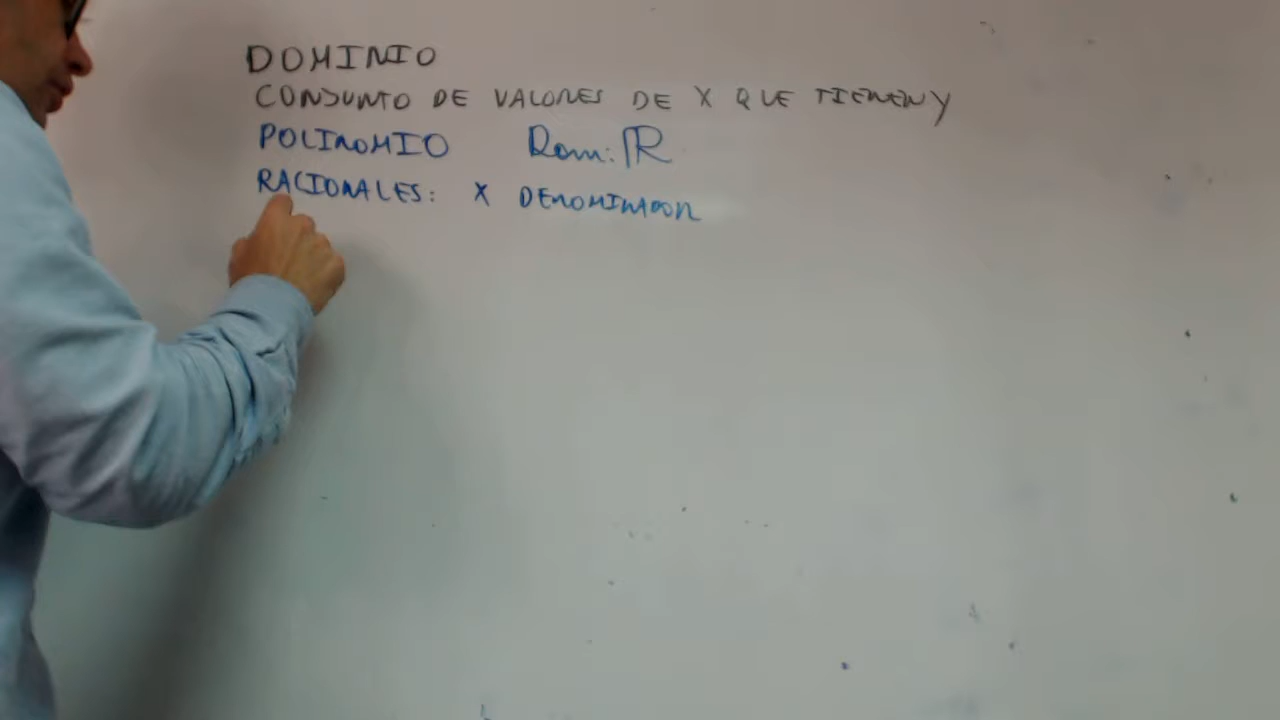 DOMINIO
CONJUNTO DE VALORES DE X QUE TIENEN Y
POLINOMIO Dom: ℝ
RACIONALES: X DENOMINADOR